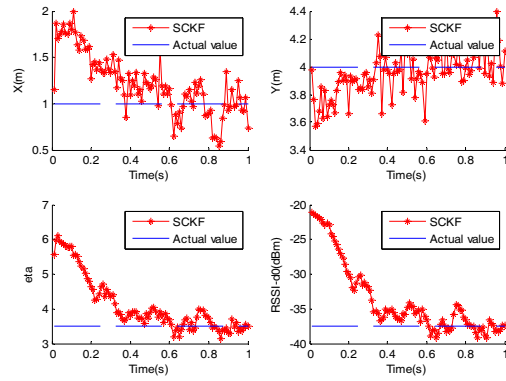 2
1.5
1
0.5
X(m)
0 0.2 0.4 0.6 0.8 1
Time(s)
SCKF
Actual value
4.4
4.2
4
3.8
3.6
3.4
Y(m)
0 0.2 0.4 0.6 0.8 1
Time(s)
SCKF
Actual value
7
6
5
4
3
eta
0 0.2 0.4 0.6 0.8 1
Time(s)
SCKF
Actual value
-20
-25
-30
-35
-40
RSSI-d0(dBm)
0 0.2 0.4 0.6 0.8 1
Time(s)
SCKF
Actual value